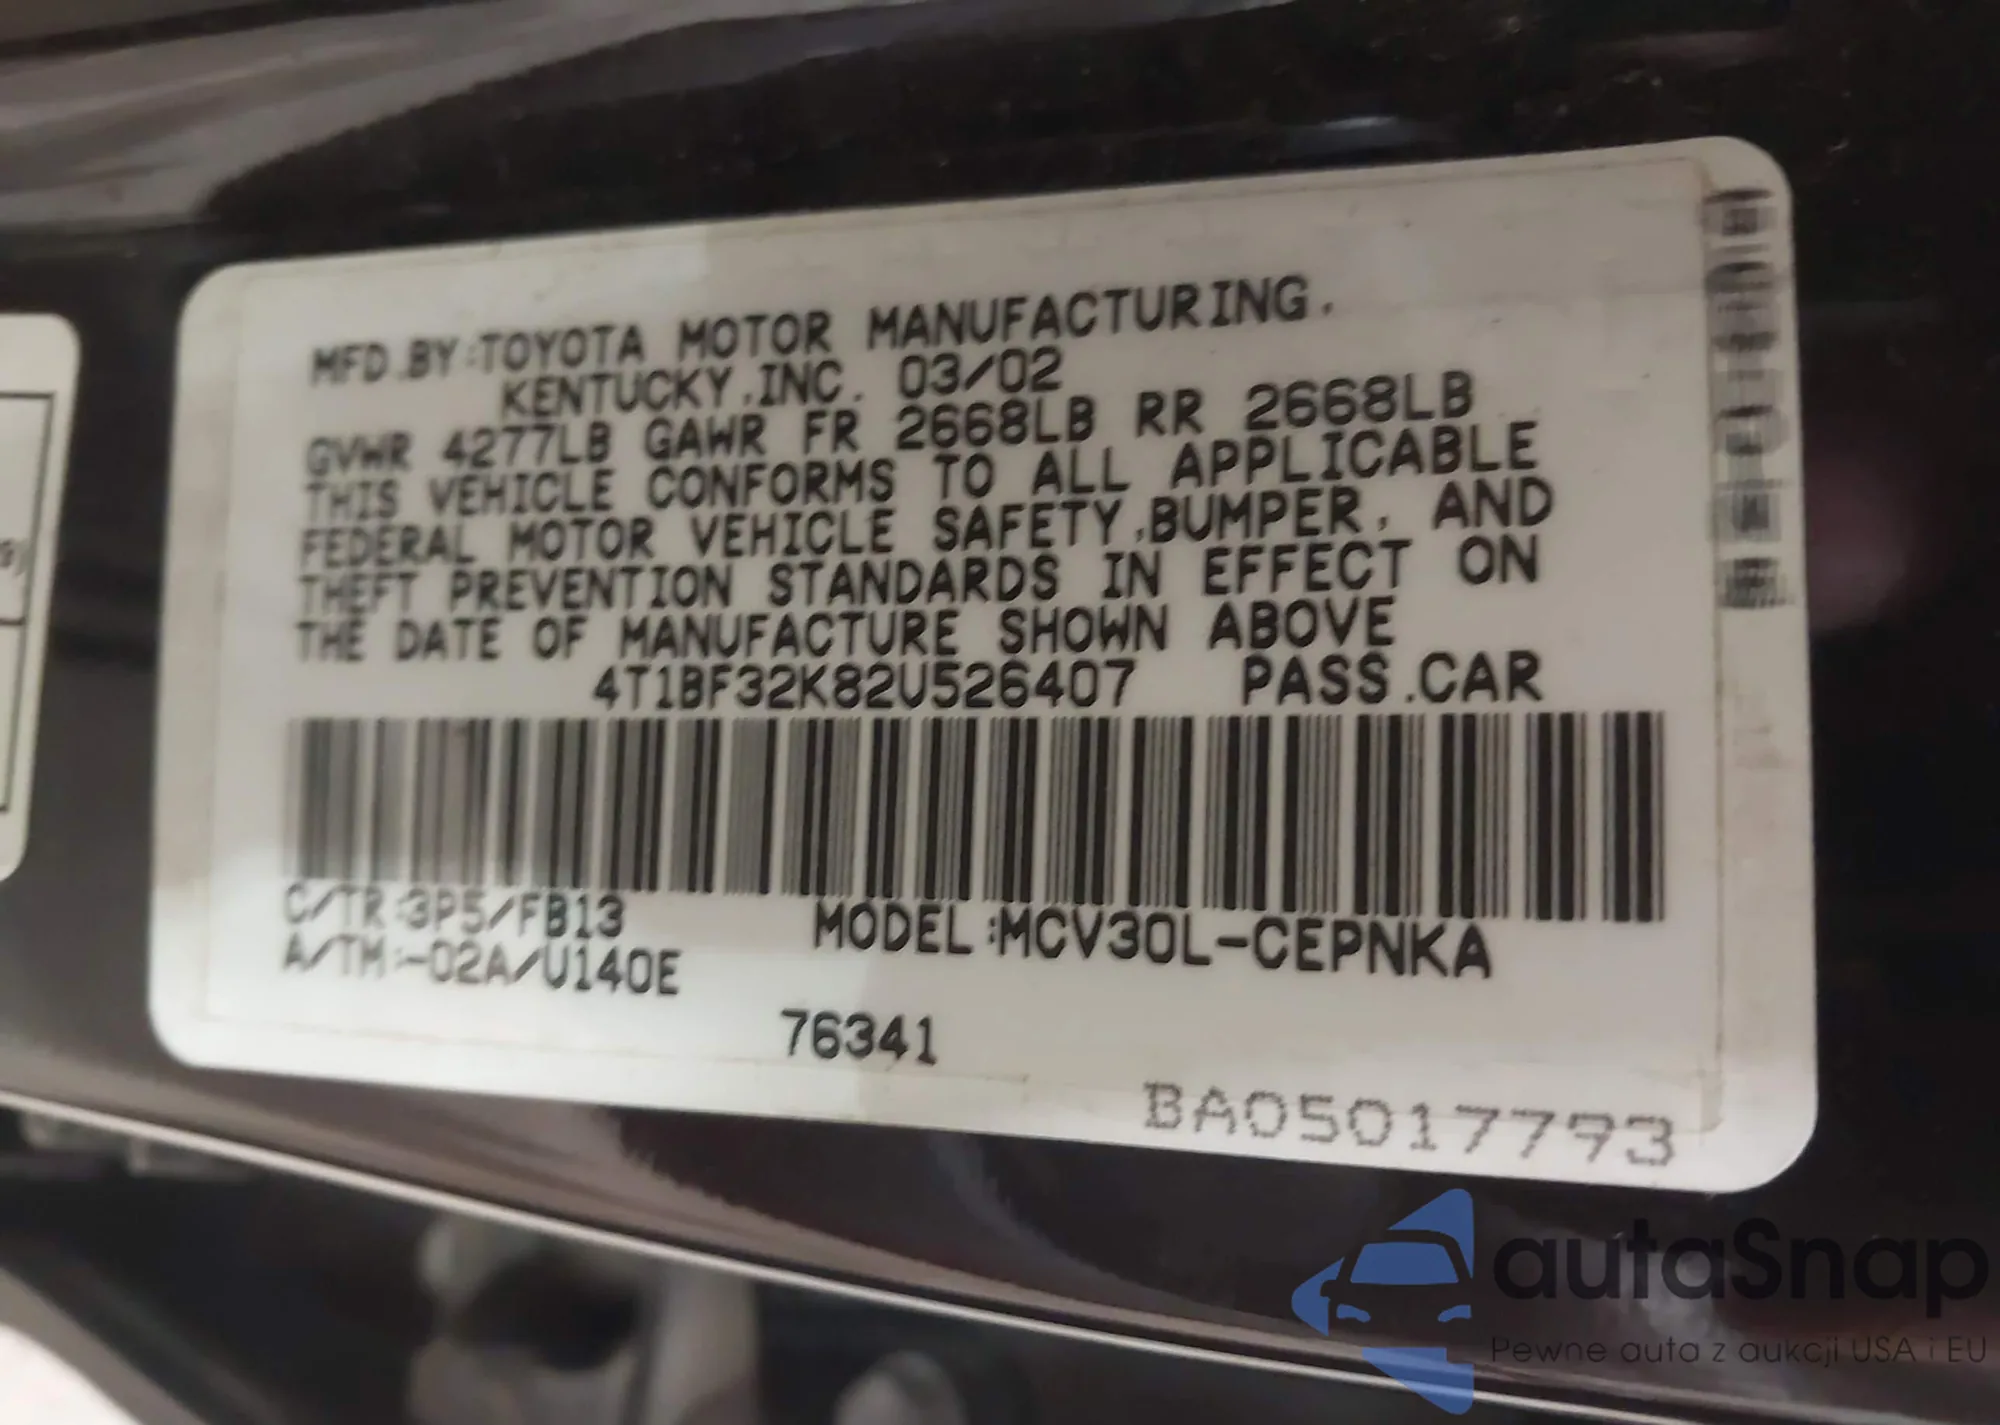 MFD.BY:TOYOTA MOTOR MANUFACTURING,
KENTUCKY,INC. 03/02
GVWR 4277LB GAWR FR 2668LB RR 2668LB
THIS VEHICLE CONFORMS TO ALL APPLICABLE
FEDERAL MOTOR VEHICLE SAFETY,BUMPER, AND
THEFT PREVENTION STANDARDS IN EFFECT ON
THE DATE OF MANUFACTURE SHOWN ABOVE
4T1BF32K82U526407 PASS.CAR
C/TR:3P5/FB13 MODEL:MCV30L-CEPNKA
A/TM:-02A/U140E
76341
BA05017793
autaSnap
Pewne auta z aukcji USA i EU